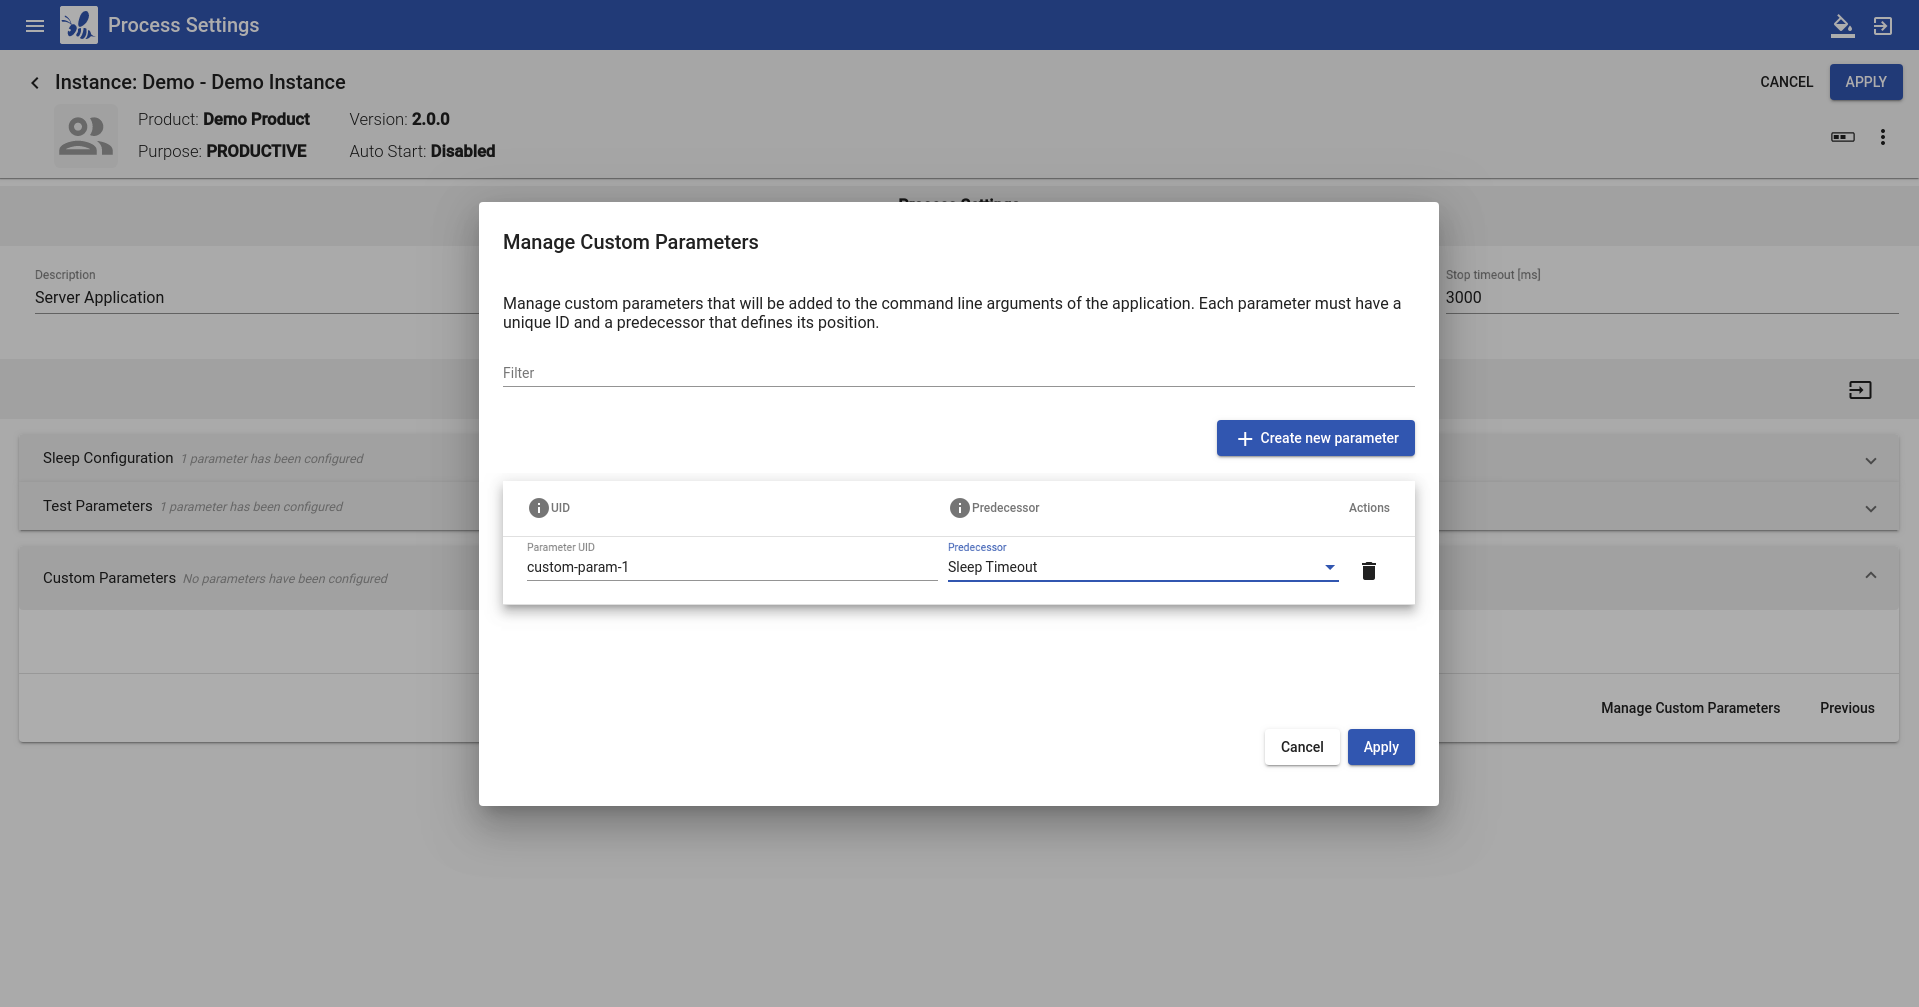 Process Settings
Instance: Demo - Demo Instance
CANCEL
APPLY
Product: Demo Product
Version: 2.0.0
Purpose: PRODUCTIVE
Auto Start: Disabled
Process Settings
Description
Server Application
Stop timeout [ms]
3000
Manage Custom Parameters
Manage custom parameters that will be added to the command line arguments of the application. Each parameter must have a
unique ID and a predecessor that defines its position.
Filter
Create new parameter
UID
Predecessor
Actions
Parameter UID
custom-param-1
Predecessor
Sleep Timeout
Cancel
Apply
Sleep Configuration 1 parameter has been configured
Test Parameters 1 parameter has been configured
Custom Parameters No parameters have been configured
Manage Custom Parameters
Previous